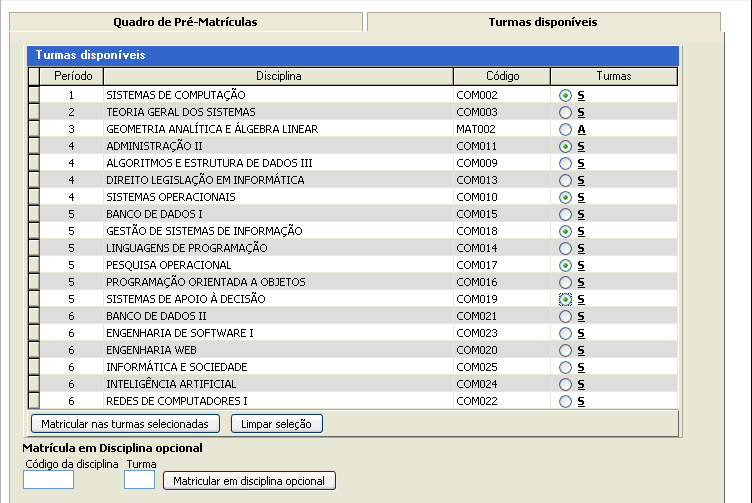 Quadro de Pré-Matrículas Turmas disponíveis
Turmas disponíveis
Período Disciplina Código Turmas
1 SISTEMAS DE COMPUTAÇÃO COM002 S
2 TEORIA GERAL DOS SISTEMAS COM003 S
3 GEOMETRIA ANALÍTICA E ÁLGEBRA LINEAR MAT002 A
4 ADMINISTRAÇÃO II COM011 S
4 ALGORITMOS E ESTRUTURA DE DADOS III COM009 S
4 DIREITO LEGISLAÇÃO EM INFORMÁTICA COM013 S
4 SISTEMAS OPERACIONAIS COM010 S
5 BANCO DE DADOS I COM015 S
5 GESTÃO DE SISTEMAS DE INFORMAÇÃO COM018 S
5 LINGUAGENS DE PROGRAMAÇÃO COM014 S
5 PESQUISA OPERACIONAL COM017 S
5 PROGRAMAÇÃO ORIENTADA A OBJETOS COM016 S
5 SISTEMAS DE APOIO À DECISÃO COM019 S
6 BANCO DE DADOS II COM021 S
6 ENGENHARIA DE SOFTWARE I COM023 S
6 ENGENHARIA WEB COM020 S
6 INFORMÁTICA E SOCIEDADE COM025 S
6 INTELIGÊNCIA ARTIFICIAL COM024 S
6 REDES DE COMPUTADORES I COM022 S
Matricular nas turmas selecionadas Limpar seleção
Matrícula em Disciplina opcional
Código da disciplina Turma
Matricular em disciplina opcional